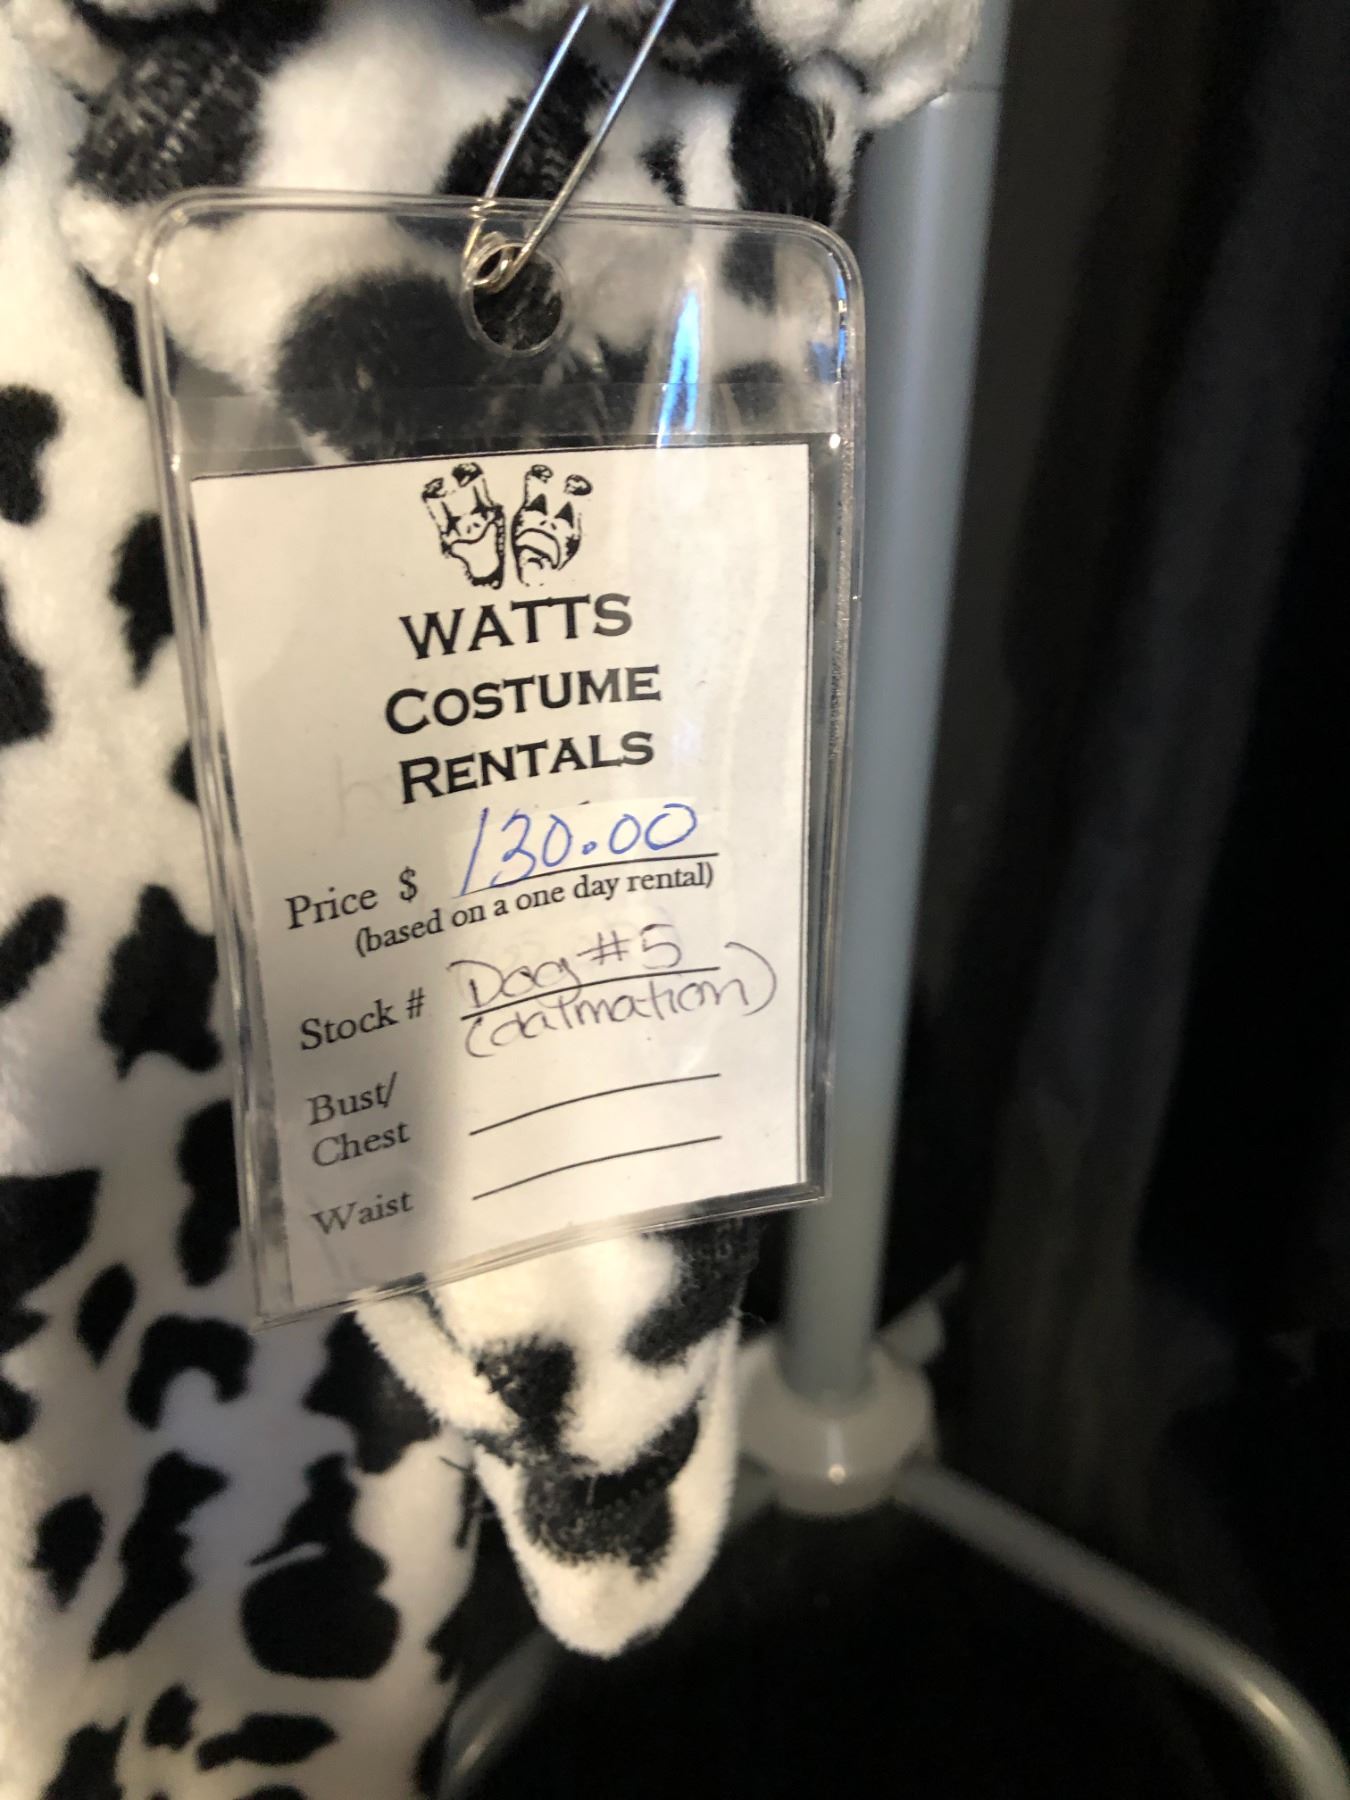 WATTS
COSTUME
RENTALS
Price $ 130.00
(based on a one day rental)
Stock # Dog #5
(dalmation)
Bust/
Chest
Waist